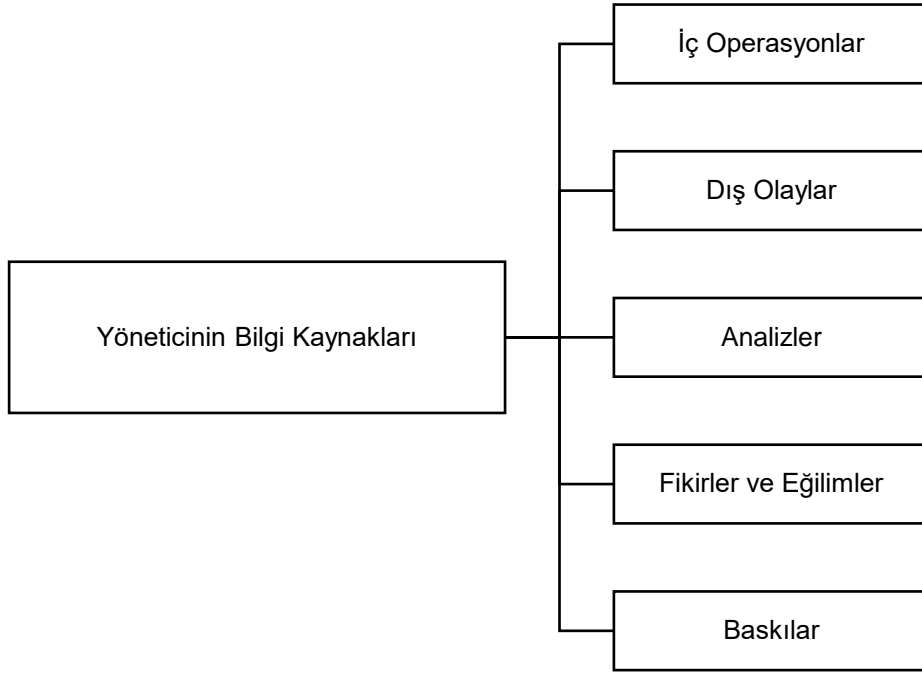 İç Operasyonlar
Dış Olaylar
Yöneticinin Bilgi Kaynakları
Analizler
Fikirler ve Eğilimler
Baskılar